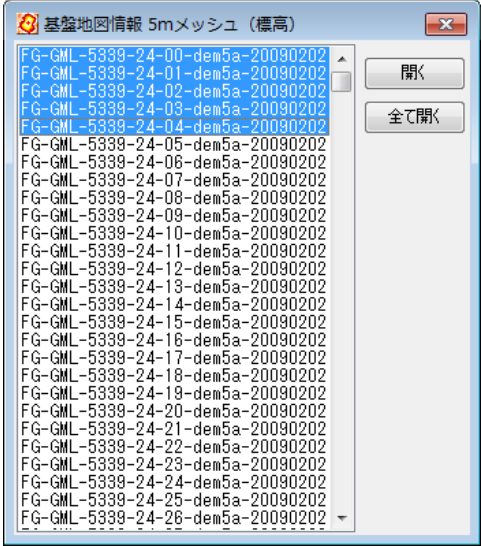 基盤地図情報 5mメッシュ（標高）
FG-GML-5339-24-00-dem5a-20090202
FG-GML-5339-24-01-dem5a-20090202
FG-GML-5339-24-02-dem5a-20090202
FG-GML-5339-24-03-dem5a-20090202
FG-GML-5339-24-04-dem5a-20090202
FG-GML-5339-24-05-dem5a-20090202
FG-GML-5339-24-06-dem5a-20090202
FG-GML-5339-24-07-dem5a-20090202
FG-GML-5339-24-08-dem5a-20090202
FG-GML-5339-24-09-dem5a-20090202
FG-GML-5339-24-10-dem5a-20090202
FG-GML-5339-24-11-dem5a-20090202
FG-GML-5339-24-12-dem5a-20090202
FG-GML-5339-24-13-dem5a-20090202
FG-GML-5339-24-14-dem5a-20090202
FG-GML-5339-24-15-dem5a-20090202
FG-GML-5339-24-16-dem5a-20090202
FG-GML-5339-24-17-dem5a-20090202
FG-GML-5339-24-18-dem5a-20090202
FG-GML-5339-24-19-dem5a-20090202
FG-GML-5339-24-20-dem5a-20090202
FG-GML-5339-24-21-dem5a-20090202
FG-GML-5339-24-22-dem5a-20090202
FG-GML-5339-24-23-dem5a-20090202
FG-GML-5339-24-24-dem5a-20090202
FG-GML-5339-24-25-dem5a-20090202
FG-GML-5339-24-26-dem5a-20090202
開く
全て開く